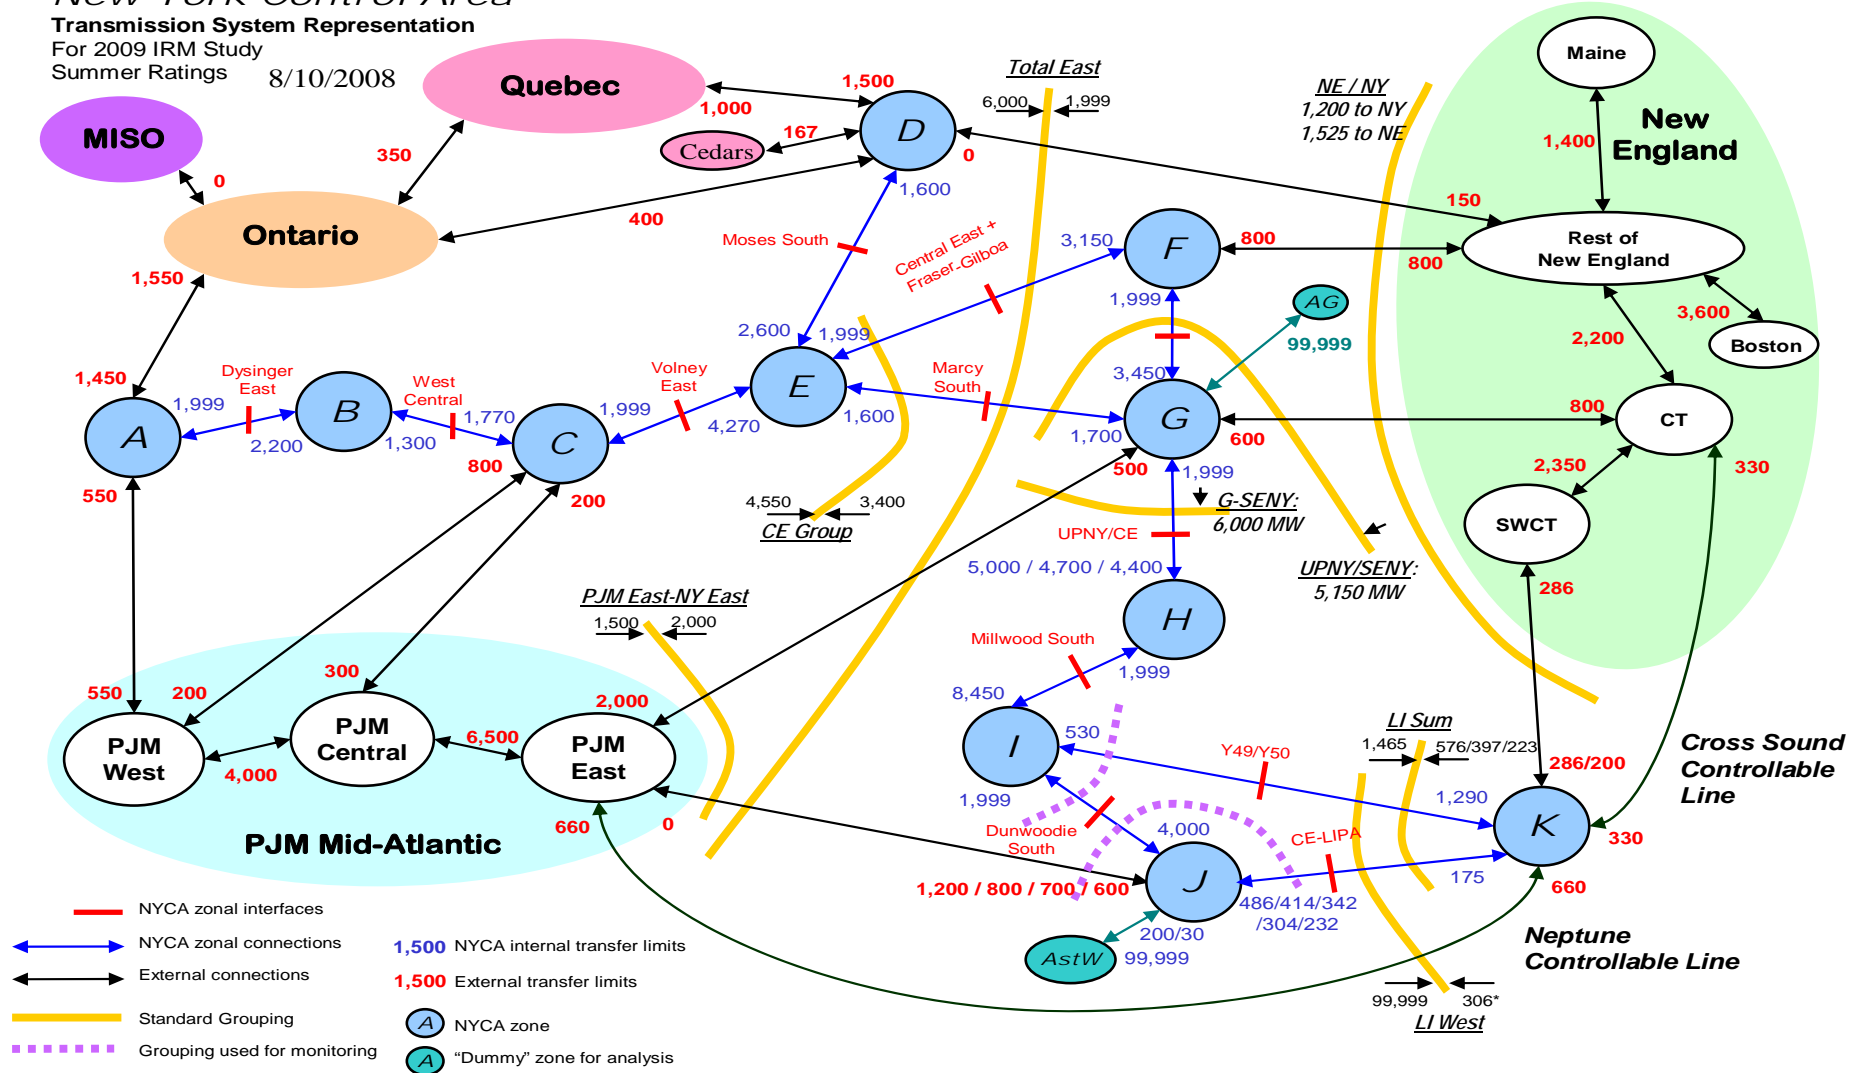 New York Control Area
Transmission System Representation
For 2009 IRM Study
Summer Ratings
8/10/2008
MISO
Quebec
Cedars
Ontario
0
350
1,000
1,500
167
400
D
0
1,600
Moses South
Total East
6,000
1,999
NE / NY
1,200 to NY
1,525 to NE
Maine
New
England
1,400
150
Rest of
New England
800
800
3,600
Boston
2,200
1,550
1,450
A
1,999
Dysinger
East
2,200
B
West
Central
1,770
1,300
C
800
200
1,999
Volney
East
4,270
2,600
1,999
E
1,600
Central East +
Fraser-Gilboa
3,150
F
1,999
AG
99,999
Marcy
South
3,450
1,700
G
500
1,999
600
800
CT
330
2,350
SWCT
286
4,550
3,400
CE Group
G-SENY:
6,000 MW
UPNY/CE
5,000 / 4,700 / 4,400
UPNY/SENY:
5,150 MW
H
Millwood South
1,999
8,450
I
530
1,999
Y49/Y50
LI Sum
1,465
576/397/223
1,290
286/200
K
330
660
175
Cross Sound
Controllable
Line
Dunwoodie
South
4,000
CE-LIPA
J
486/414/342
/304/232
1,200 / 800 / 700 / 600
200/30
99,999
AstW
Neptune
Controllable Line
99,999
306*
LI West
PJM East-NY East
1,500
2,000
550
550
200
300
2,000
PJM
West
PJM
Central
PJM
East
4,000
6,500
660
0
PJM Mid-Atlantic
NYCA zonal interfaces
NYCA zonal connections
External connections
Standard Grouping
Grouping used for monitoring
1,500 NYCA internal transfer limits
1,500 External transfer limits
A NYCA zone
A "Dummy" zone for analysis